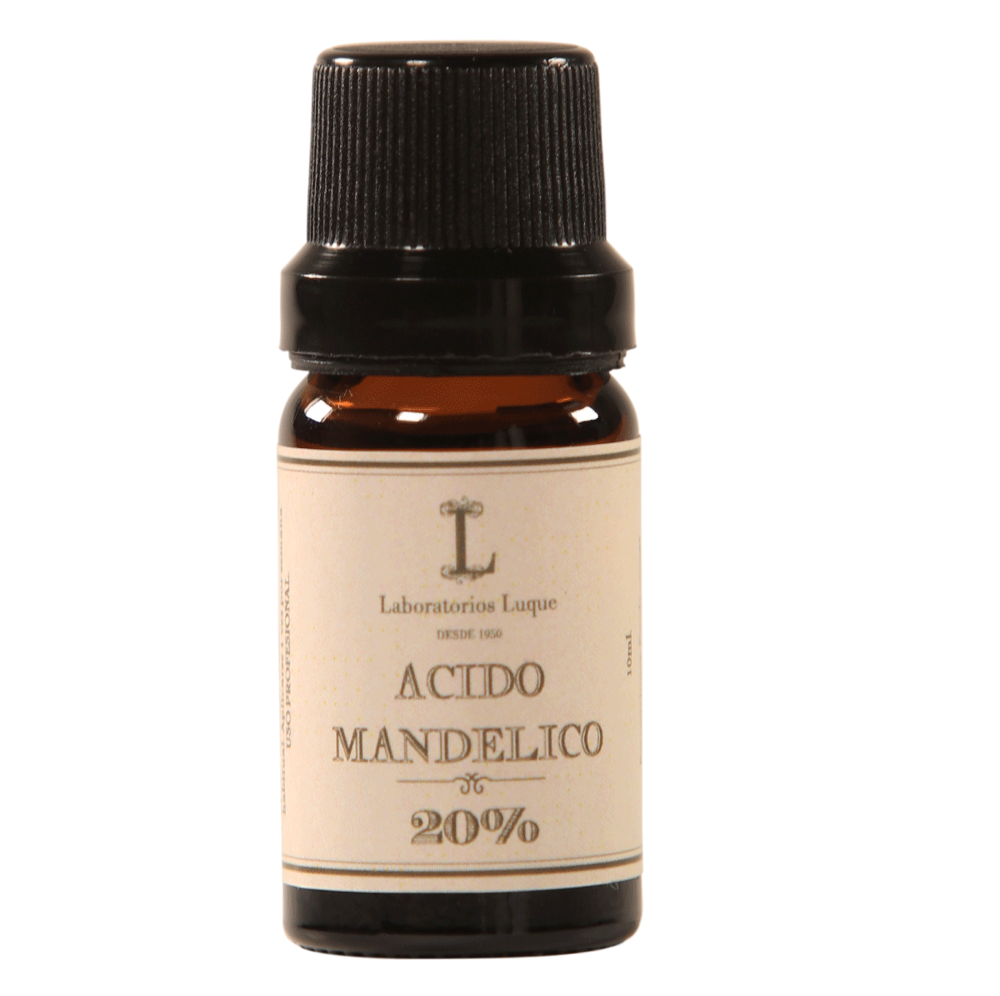 L
Laboratorios Luque
DESDE 1950
ACIDO
MANDELICO
20%
10ml
USO PROFESIONAL